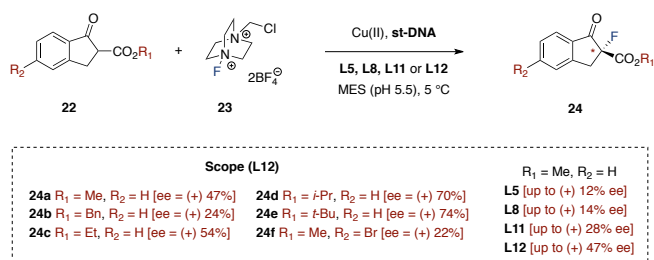 O
CO₂R₁
R₂
22
+
Cl
N
⊕
N
⊕
F
2BF₄⊖
23
Cu(II), st-DNA
L5, L8, L11 or L12
MES (pH 5.5), 5 °C
O
F
*
CO₂R₁
R₂
24
Scope (L12)
24a R₁ = Me, R₂ = H [ee = (+) 47%]
24b R₁ = Bn, R₂ = H [ee = (+) 24%]
24c R₁ = Et, R₂ = H [ee = (+) 54%]
24d R₁ = i-Pr, R₂ = H [ee = (+) 70%]
24e R₁ = t-Bu, R₂ = H [ee = (+) 74%]
24f R₁ = Me, R₂ = Br [ee = (+) 22%]
R₁ = Me, R₂ = H
L5 [up to (+) 12% ee]
L8 [up to (+) 14% ee]
L11 [up to (+) 28% ee]
L12 [up to (+) 47% ee]